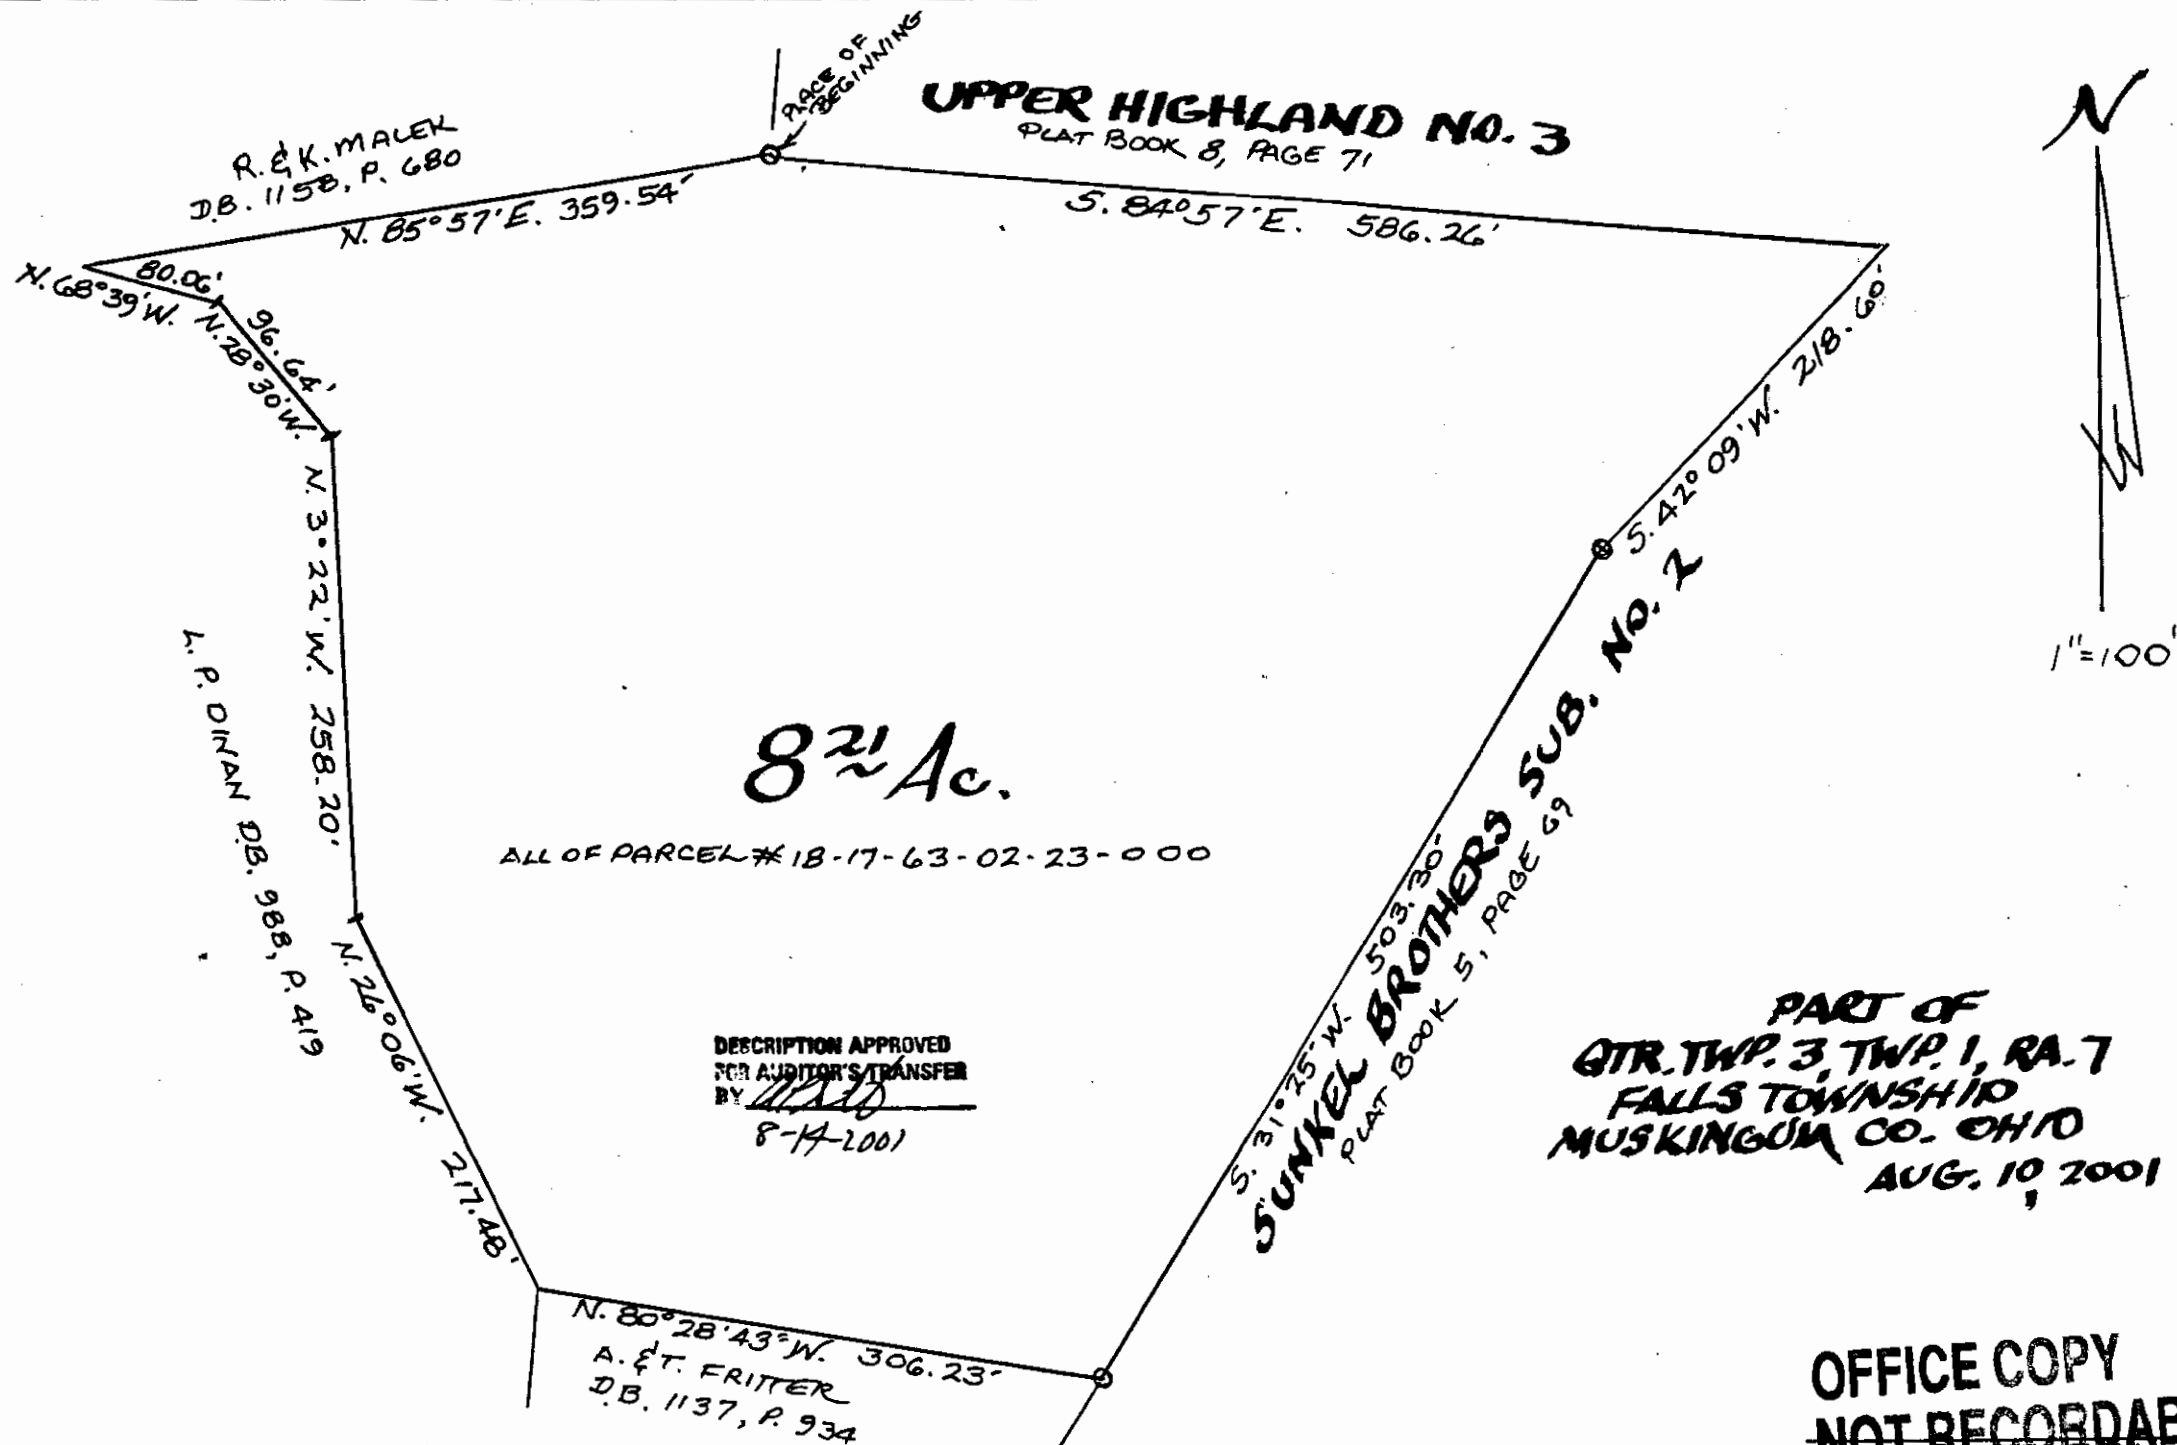 PLACE OF
BEGINNING
UPPER HIGHLAND NO. 3
PLAT BOOK 8, PAGE 71
N
R. & K. MALEK
D.B. 1158, P. 680
N. 85°57'E. 359.54'
S. 84°57'E. 586.26'
80.06'
N. 68°39'W.
96.64'
N. 28°30'W.
S. 42°09'W. 218.60'
N. 3°22'W. 258.20'
1"=100'
L. P. DINAN D.B. 988, P. 419
8 21 Ac.
ALL OF PARCEL # 18-17-63-02-23-000
S. 31°25'W. 503.30'
SUNKEL BROTHERS SUB. NO. 2
PLAT BOOK 5, PAGE 69
N. 26°06'W. 217.48'
DESCRIPTION APPROVED
FOR AUDITOR'S TRANSFER
BY
8-14-2001
PART OF
QTR. TWP. 3, TWP. 1, RA. 7
FALLS TOWNSHIP
MUSKINGUM CO. OHIO
AUG. 10, 2001
N. 80°28'43"W. 306.23'
A. & T. FRITTER
D.B. 1137, P. 934
OFFICE COPY
NOT RECORDAB